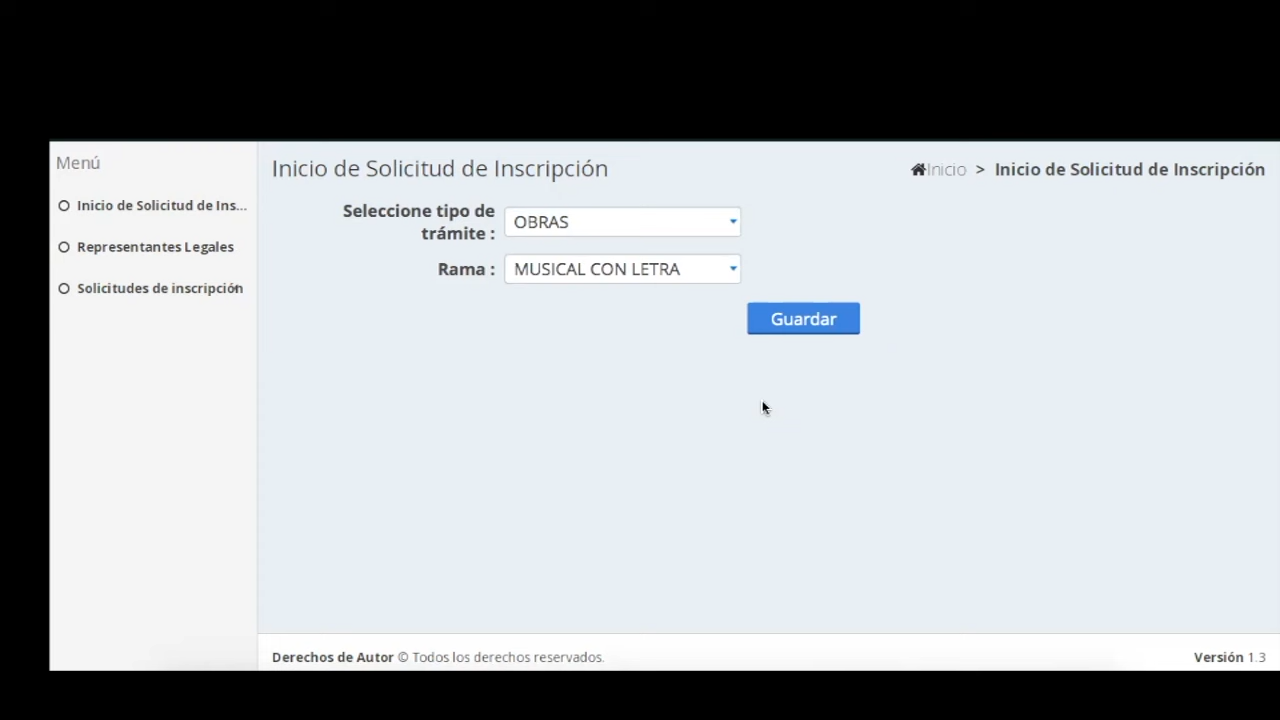 Menú
Inicio de Solicitud de Ins...
Representantes Legales
Solicitudes de inscripción
Inicio de Solicitud de Inscripción
Inicio > Inicio de Solicitud de Inscripción
Seleccione tipo de
trámite :
OBRAS
Rama :
MUSICAL CON LETRA
Guardar
Derechos de Autor © Todos los derechos reservados.
Versión 1.3